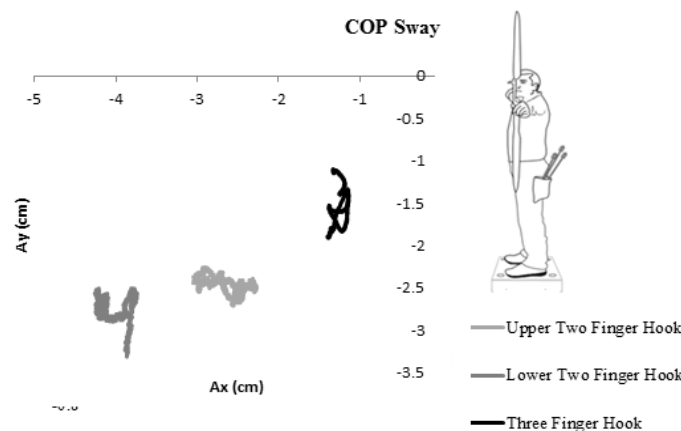 COP Sway
0
-5 -4 -3 -2 -1
-0.5
-1
-1.5
-2
-2.5
-3
-3.5
Ay (cm)
Ax (cm)
Upper Two Finger Hook
Lower Two Finger Hook
Three Finger Hook